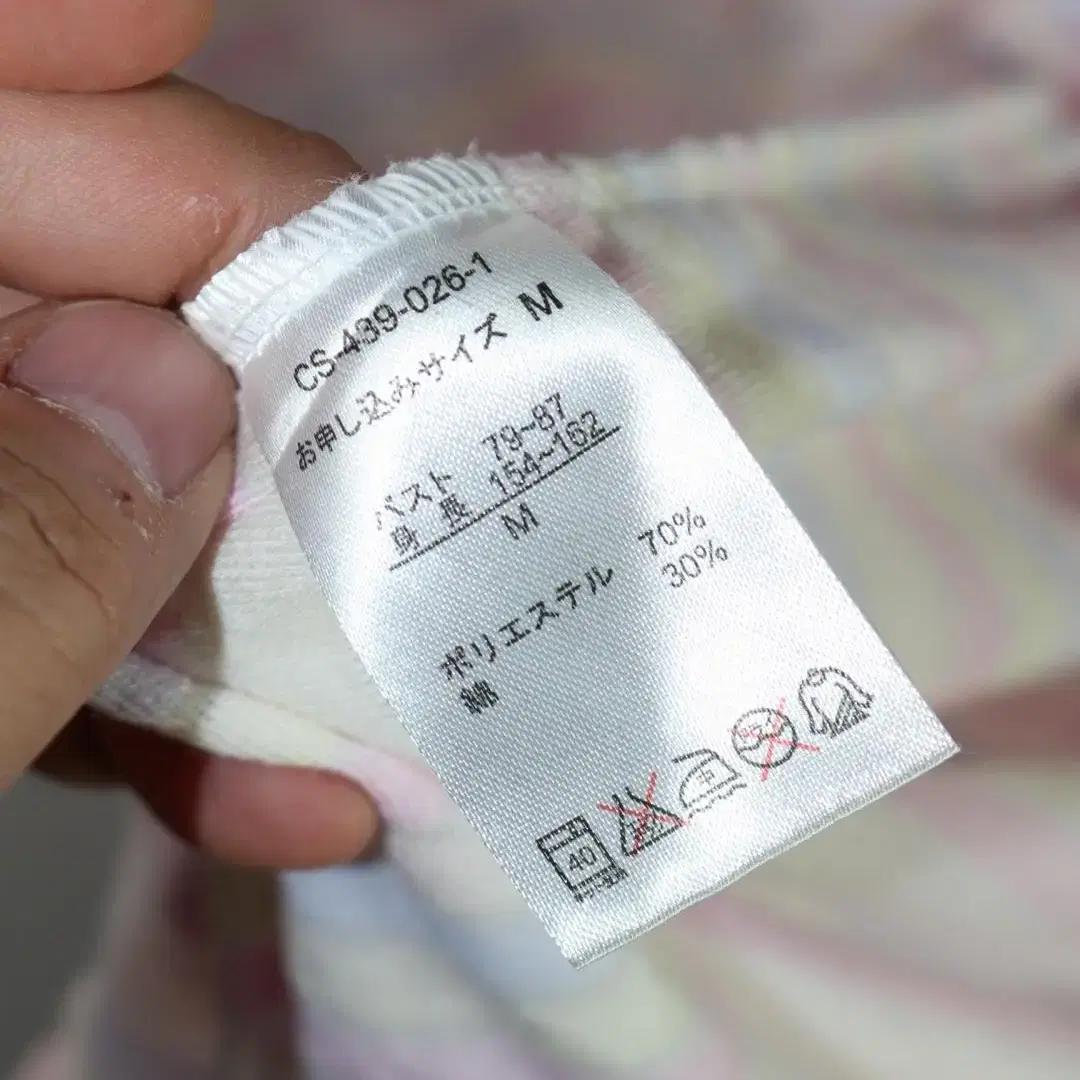 CS-439-026-1
お申し込みサイズ M
バスト 79~87
身長 154~162
M
ポリエステル 70%
綿 30%
40
中